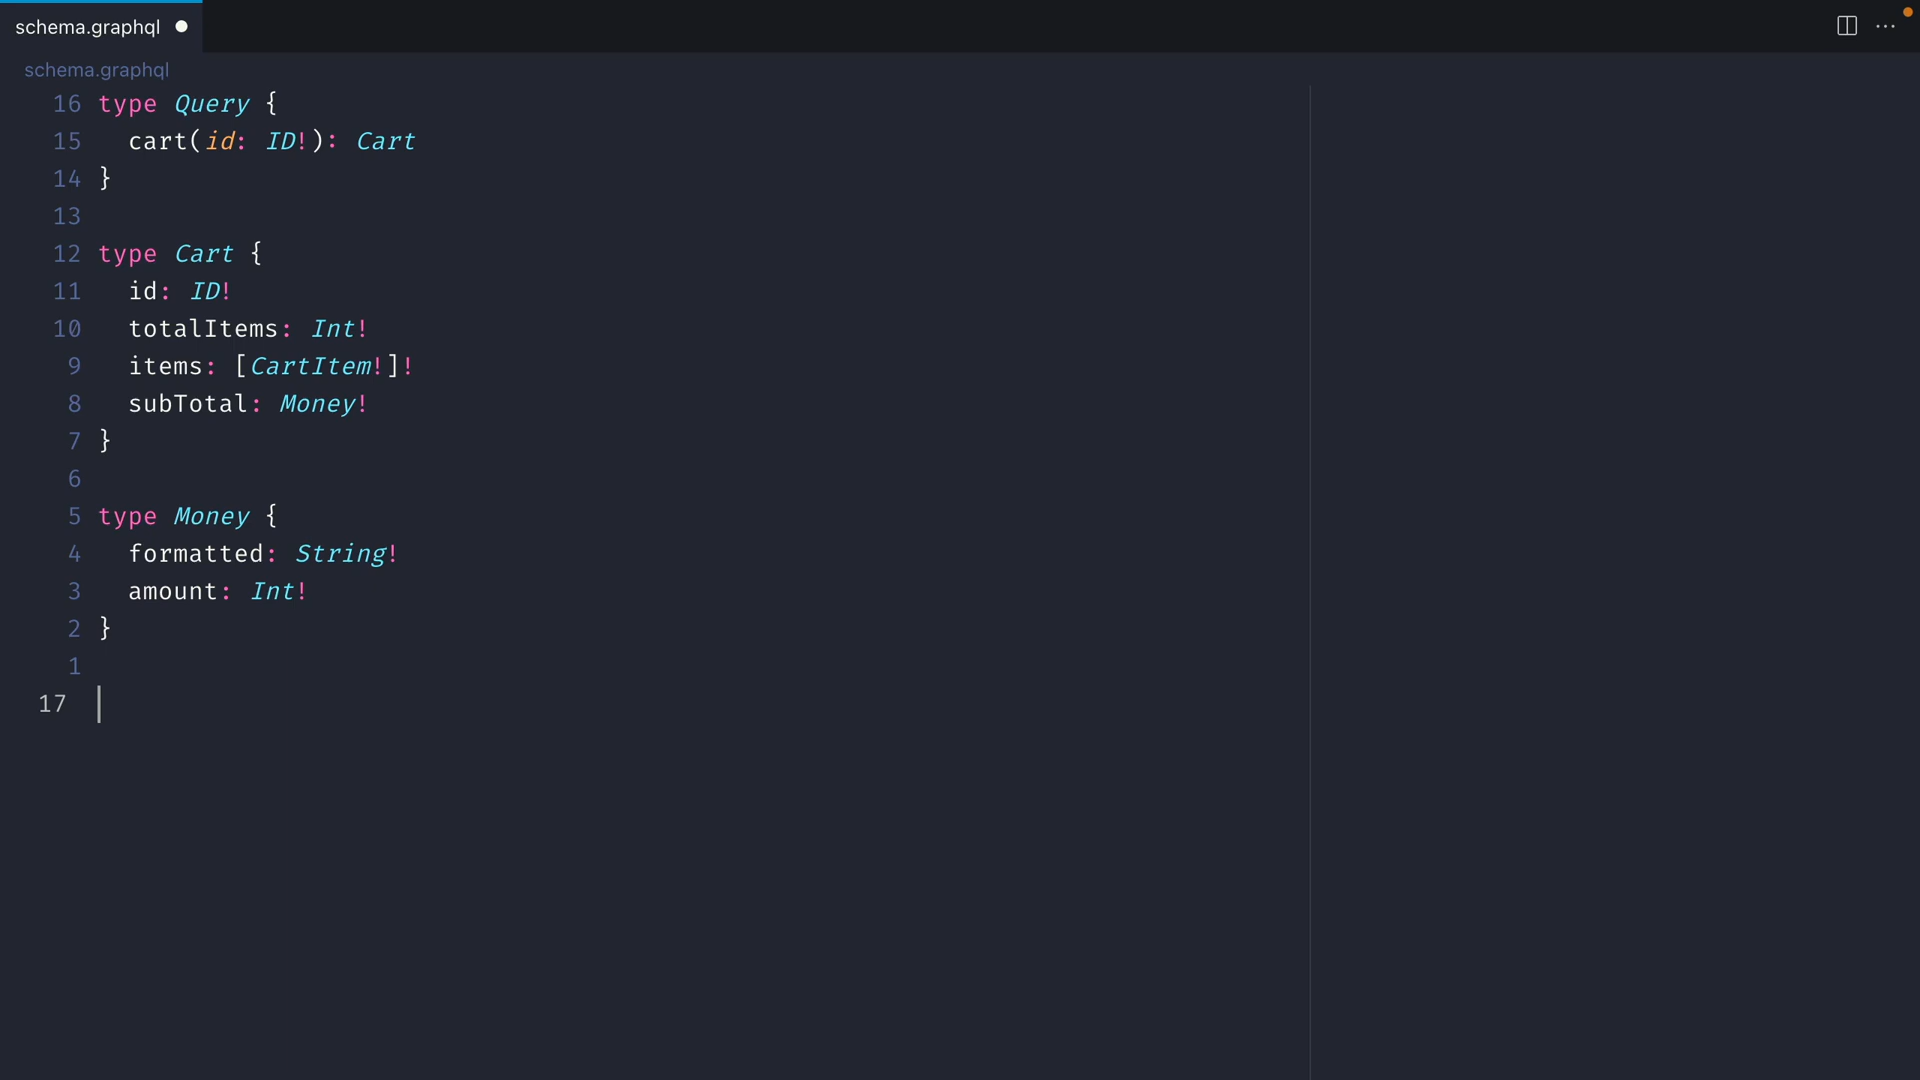 schema.graphql
schema.graphql
16 type Query {
15 cart(id: ID!): Cart
14 }
13
12 type Cart {
11 id: ID!
10 totalItems: Int!
9 items: [CartItem!]!
8 subTotal: Money!
7 }
6
5 type Money {
4 formatted: String!
3 amount: Int!
2 }
1
17